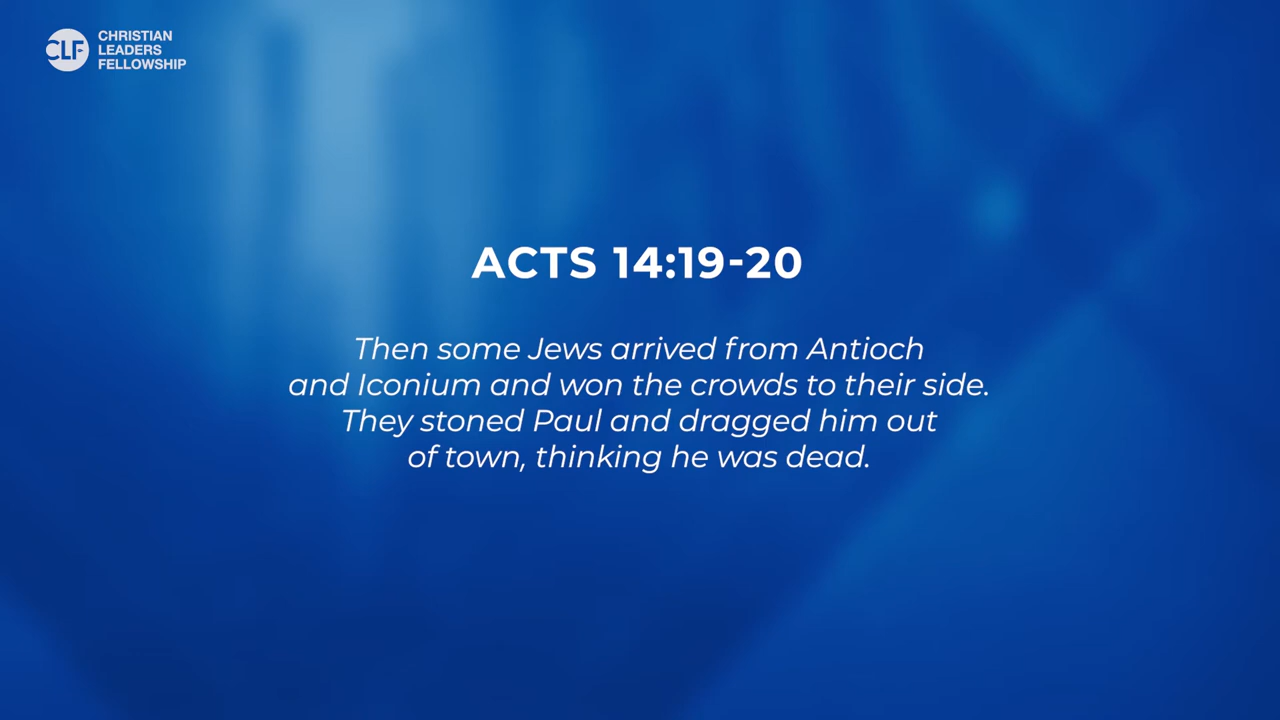 CLF
CHRISTIAN
LEADERS
FELLOWSHIP
ACTS 14:19-20
Then some Jews arrived from Antioch
and Iconium and won the crowds to their side.
They stoned Paul and dragged him out
of town, thinking he was dead.